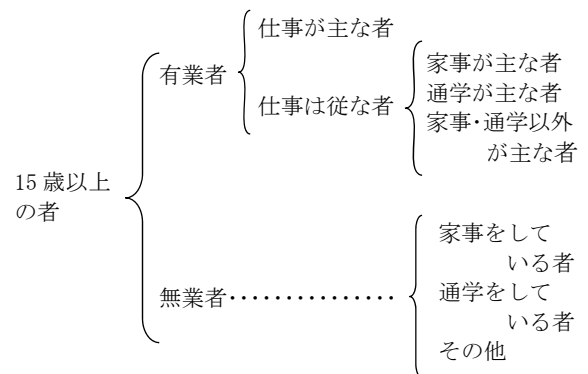 仕事が主な者
有業者
仕事は従な者
家事が主な者
通学が主な者
家事・通学以外
が主な者
15 歳以上
の者
無業者・・・・・・・・・・・・・・・
家事をして
いる者
通学をして
いる者
その他